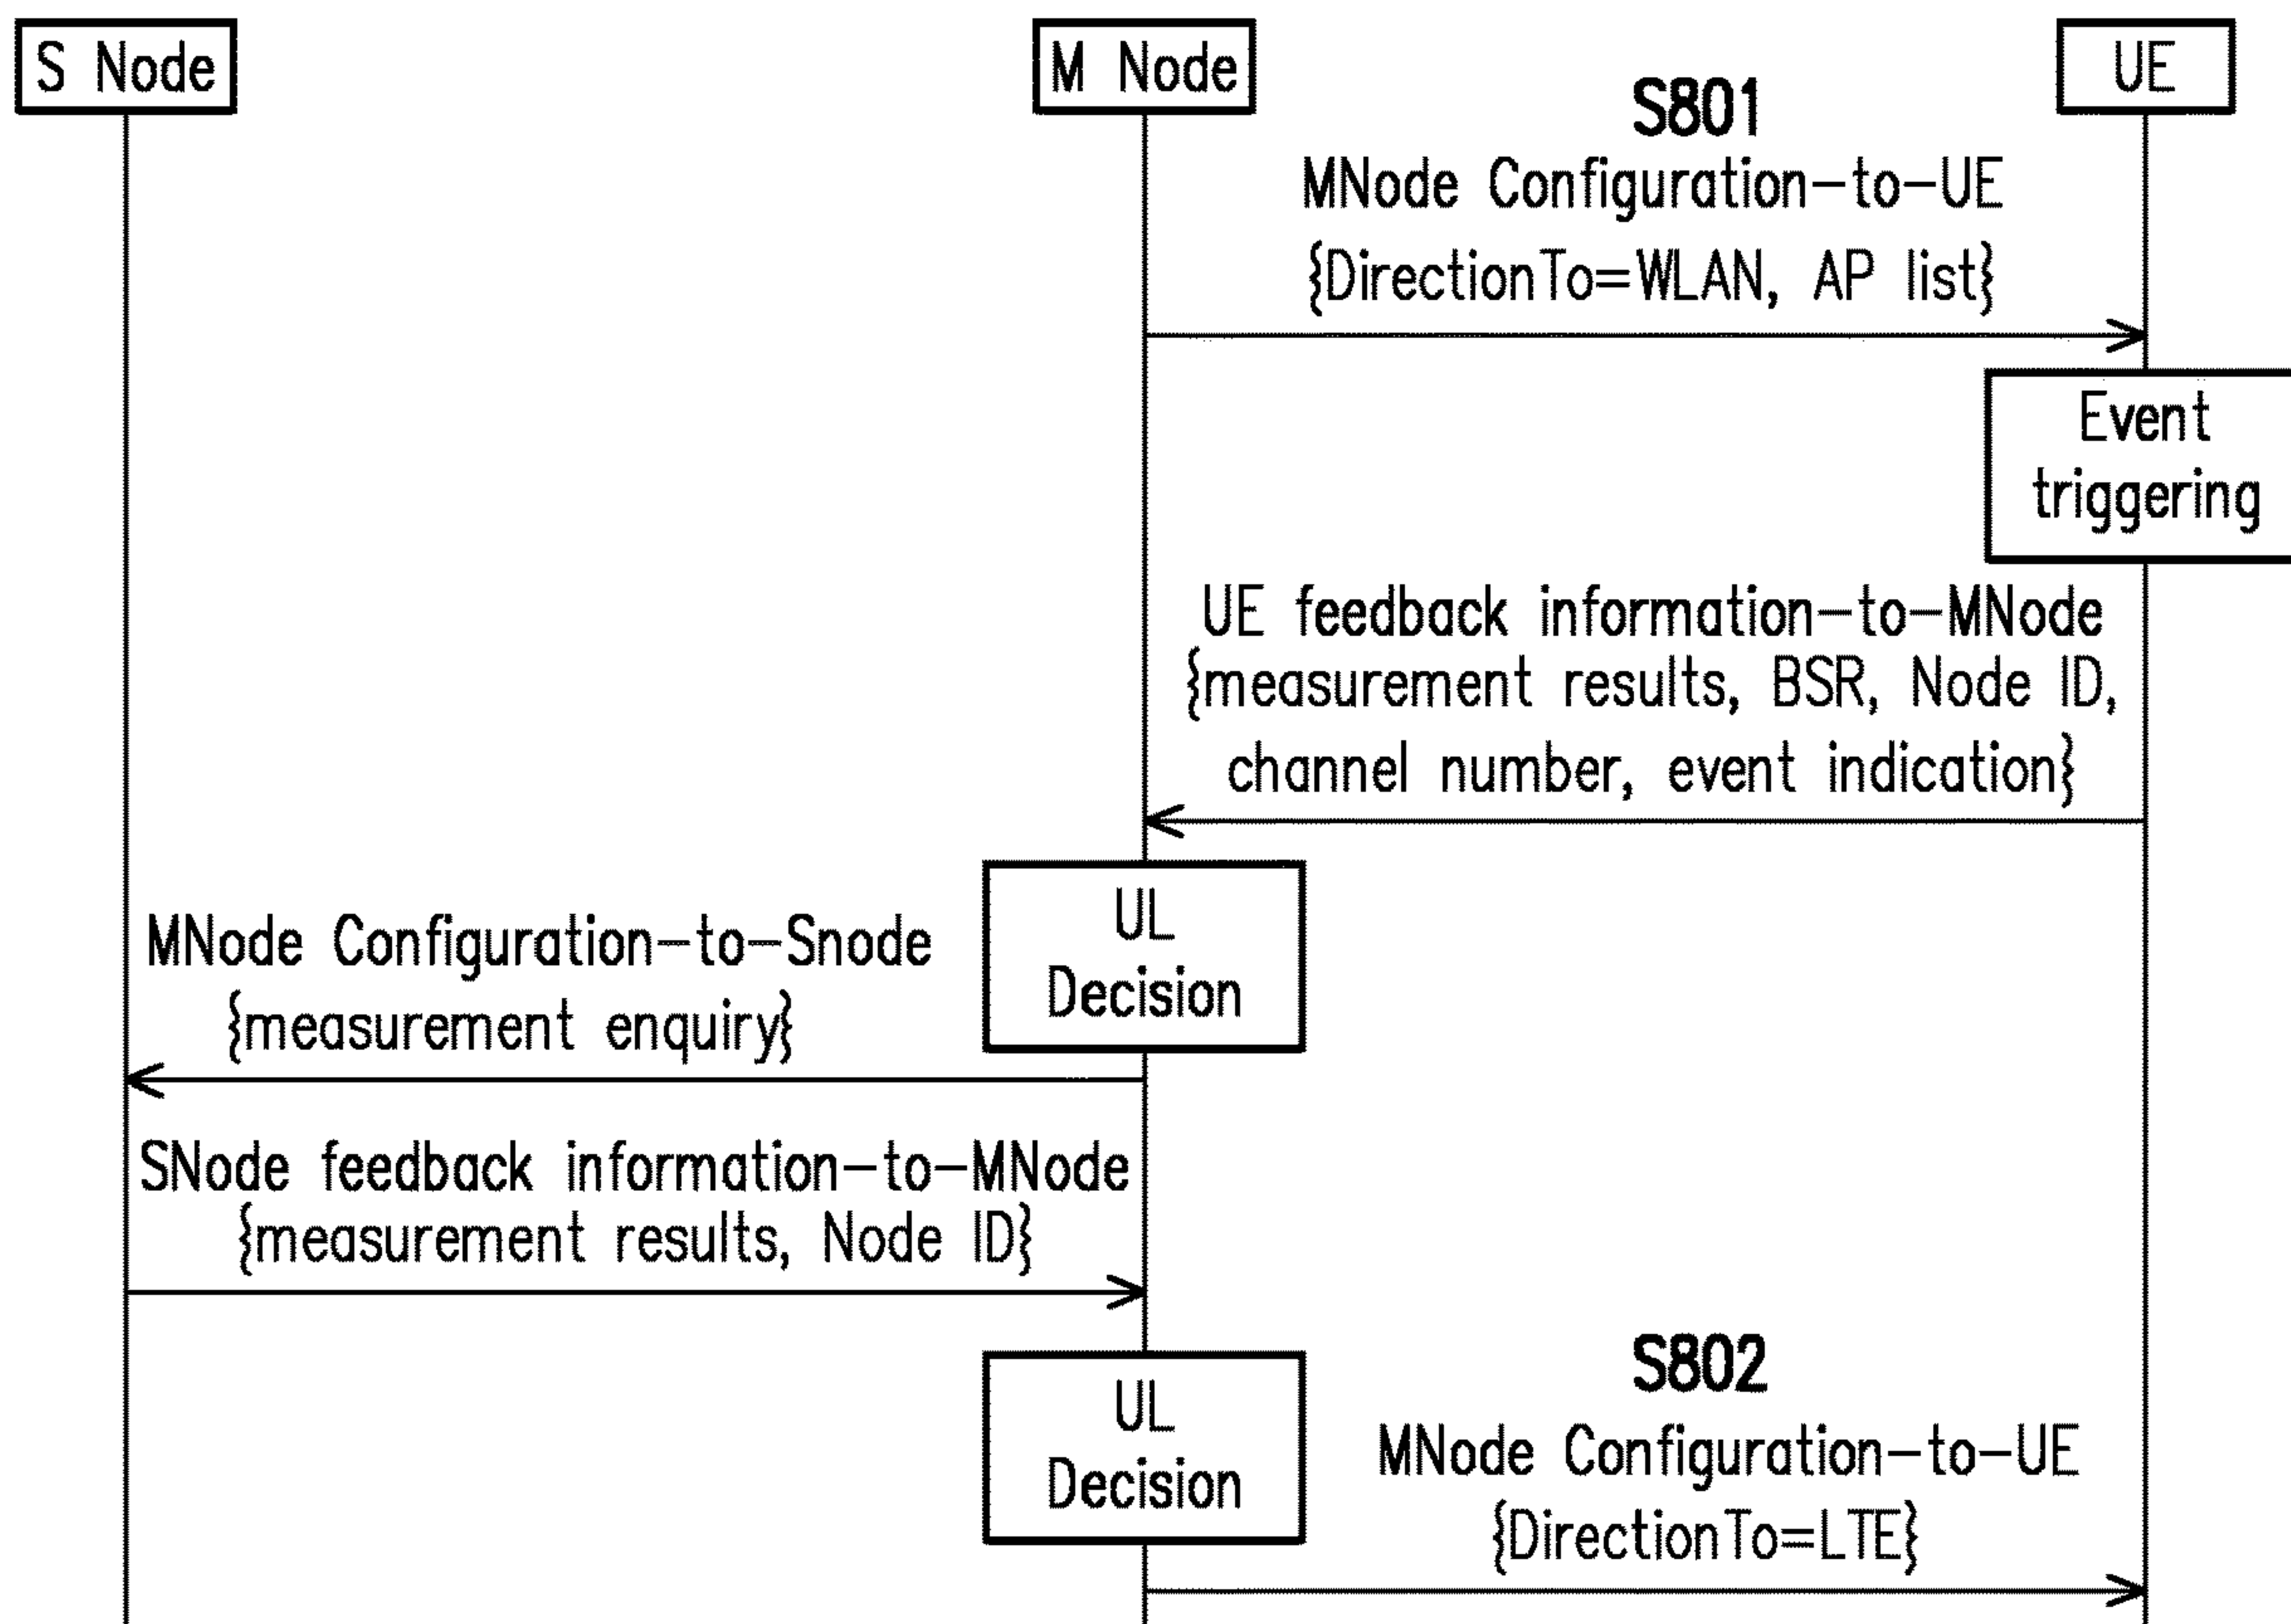 S Node
M Node
UE
S801
MNode Configuration-to-UE
{DirectionTo=WLAN, AP list}
Event
triggering
UE feedback information-to-MNode
{measurement results, BSR, Node ID,
channel number, event indication}
UL
Decision
MNode Configuration-to-Snode
{measurement enquiry}
SNode feedback information-to-MNode
{measurement results, Node ID}
UL
Decision
S802
MNode Configuration-to-UE
{DirectionTo=LTE}